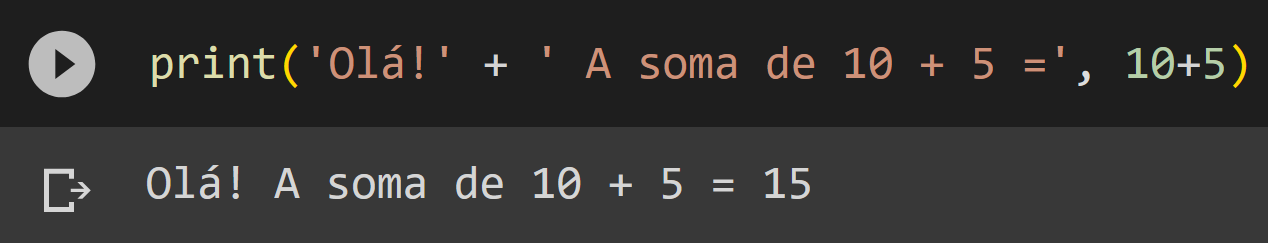 print('Olá!' + ' A soma de 10 + 5 =', 10+5)
Olá! A soma de 10 + 5 = 15